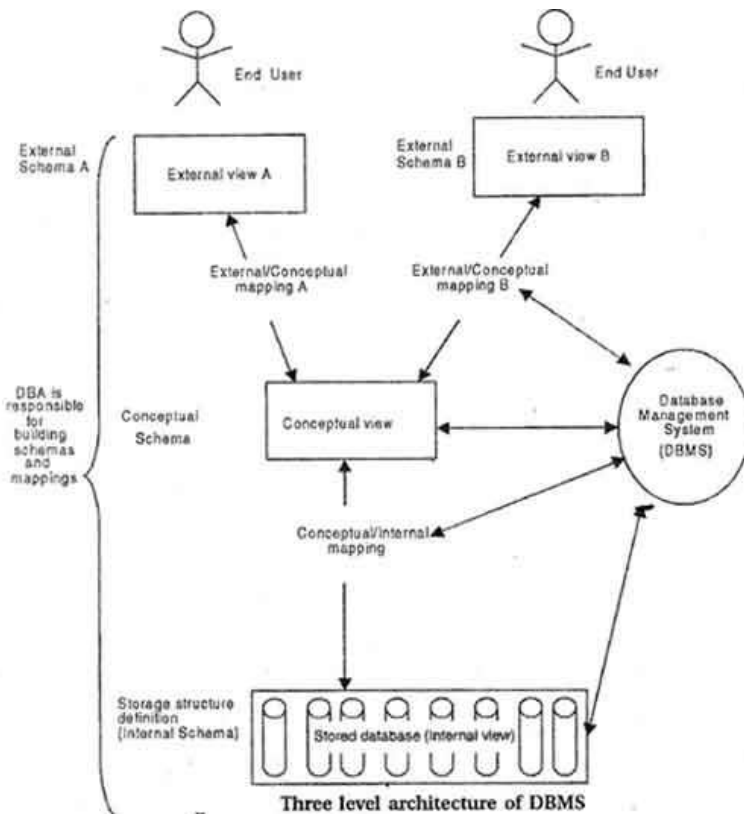 End User
End User
External
Schema A
External view A
External
Schema B
External view B
External/Conceptual
mapping A
External/Conceptual
mapping B
DBA is
responsible
for
building
schemas
and
mappings
Conceptual
Schema
Conceptual view
Database
Management
System
(DBMS)
Conceptual/Internal
mapping
Storage structure
definition
(Internal Schema)
Stored database (Internal view)
Three level architecture of DBMS